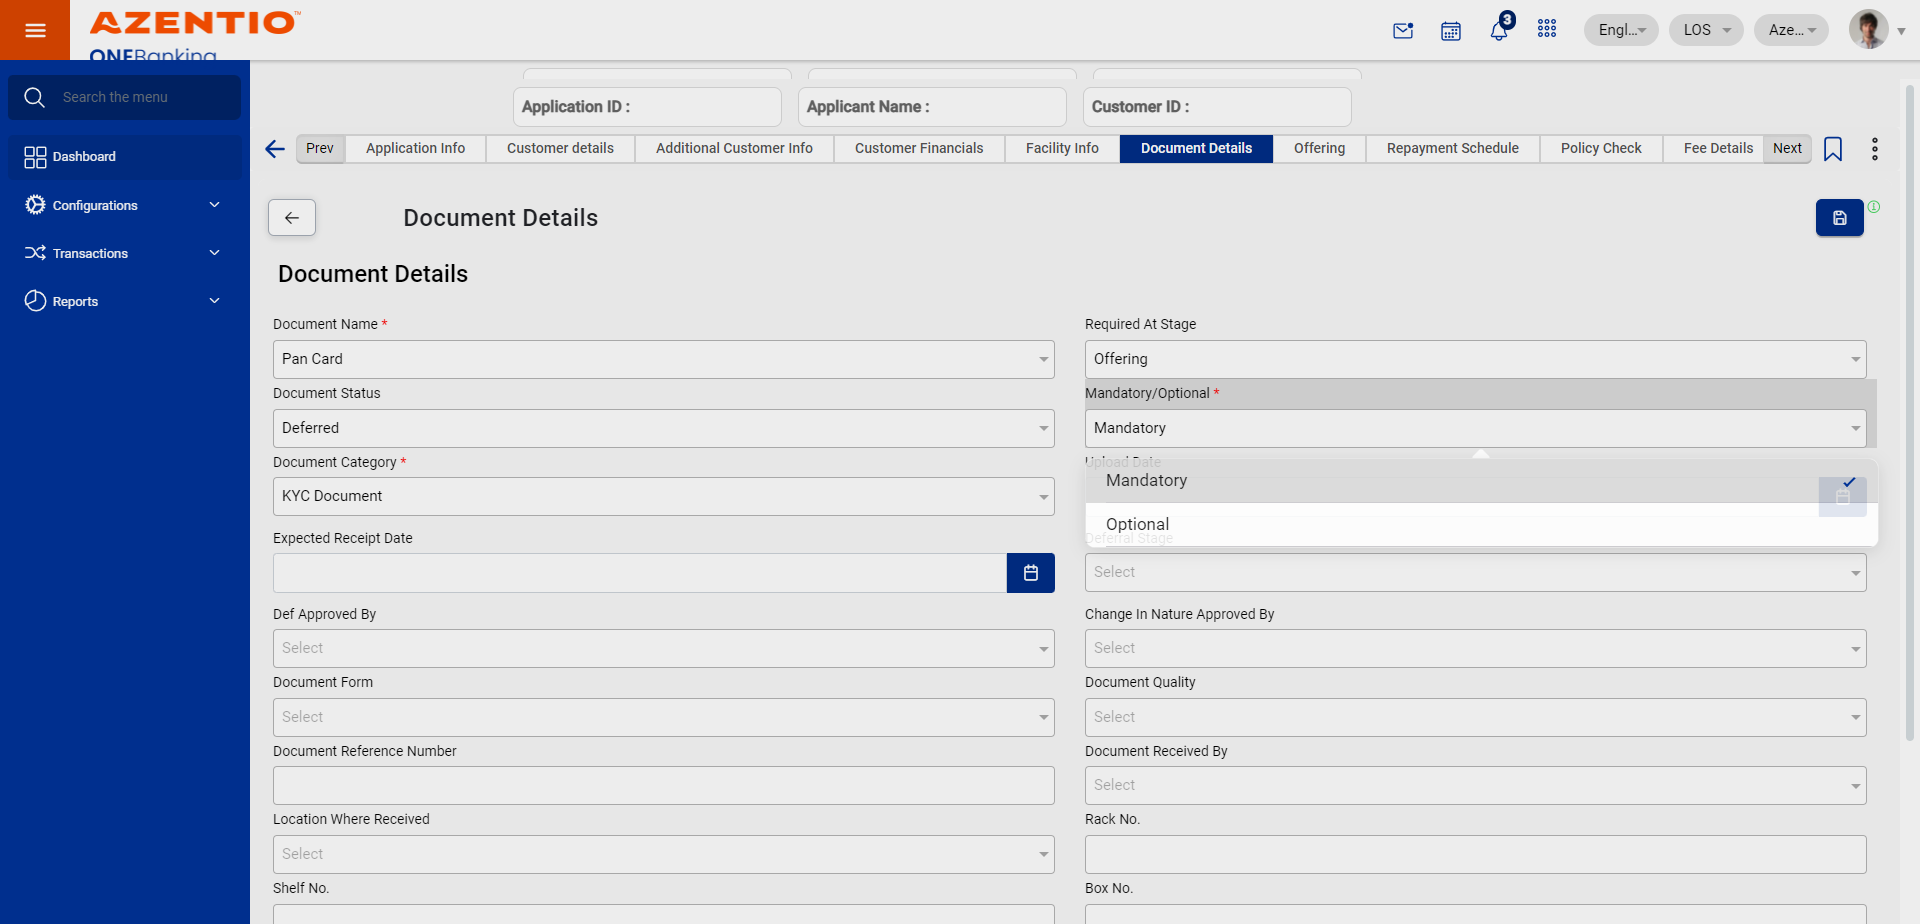 AZENTIO™
ONEBanking
3
Engl...
LOS
Aze...
Search the menu
Dashboard
Configurations
Transactions
Reports
Application ID :
Applicant Name :
Customer ID :
Prev
Application Info
Customer details
Additional Customer Info
Customer Financials
Facility Info
Document Details
Offering
Repayment Schedule
Policy Check
Fee Details
Next
Document Details
Document Details
Document Name *
Required At Stage
Pan Card
Offering
Document Status
Mandatory/Optional *
Deferred
Mandatory
Document Category *
Upload Date
KYC Document
Mandatory
Optional
Expected Receipt Date
Deferral Stage
Select
Def Approved By
Change In Nature Approved By
Select
Select
Document Form
Document Quality
Select
Select
Document Reference Number
Document Received By
Select
Location Where Received
Rack No.
Select
Shelf No.
Box No.